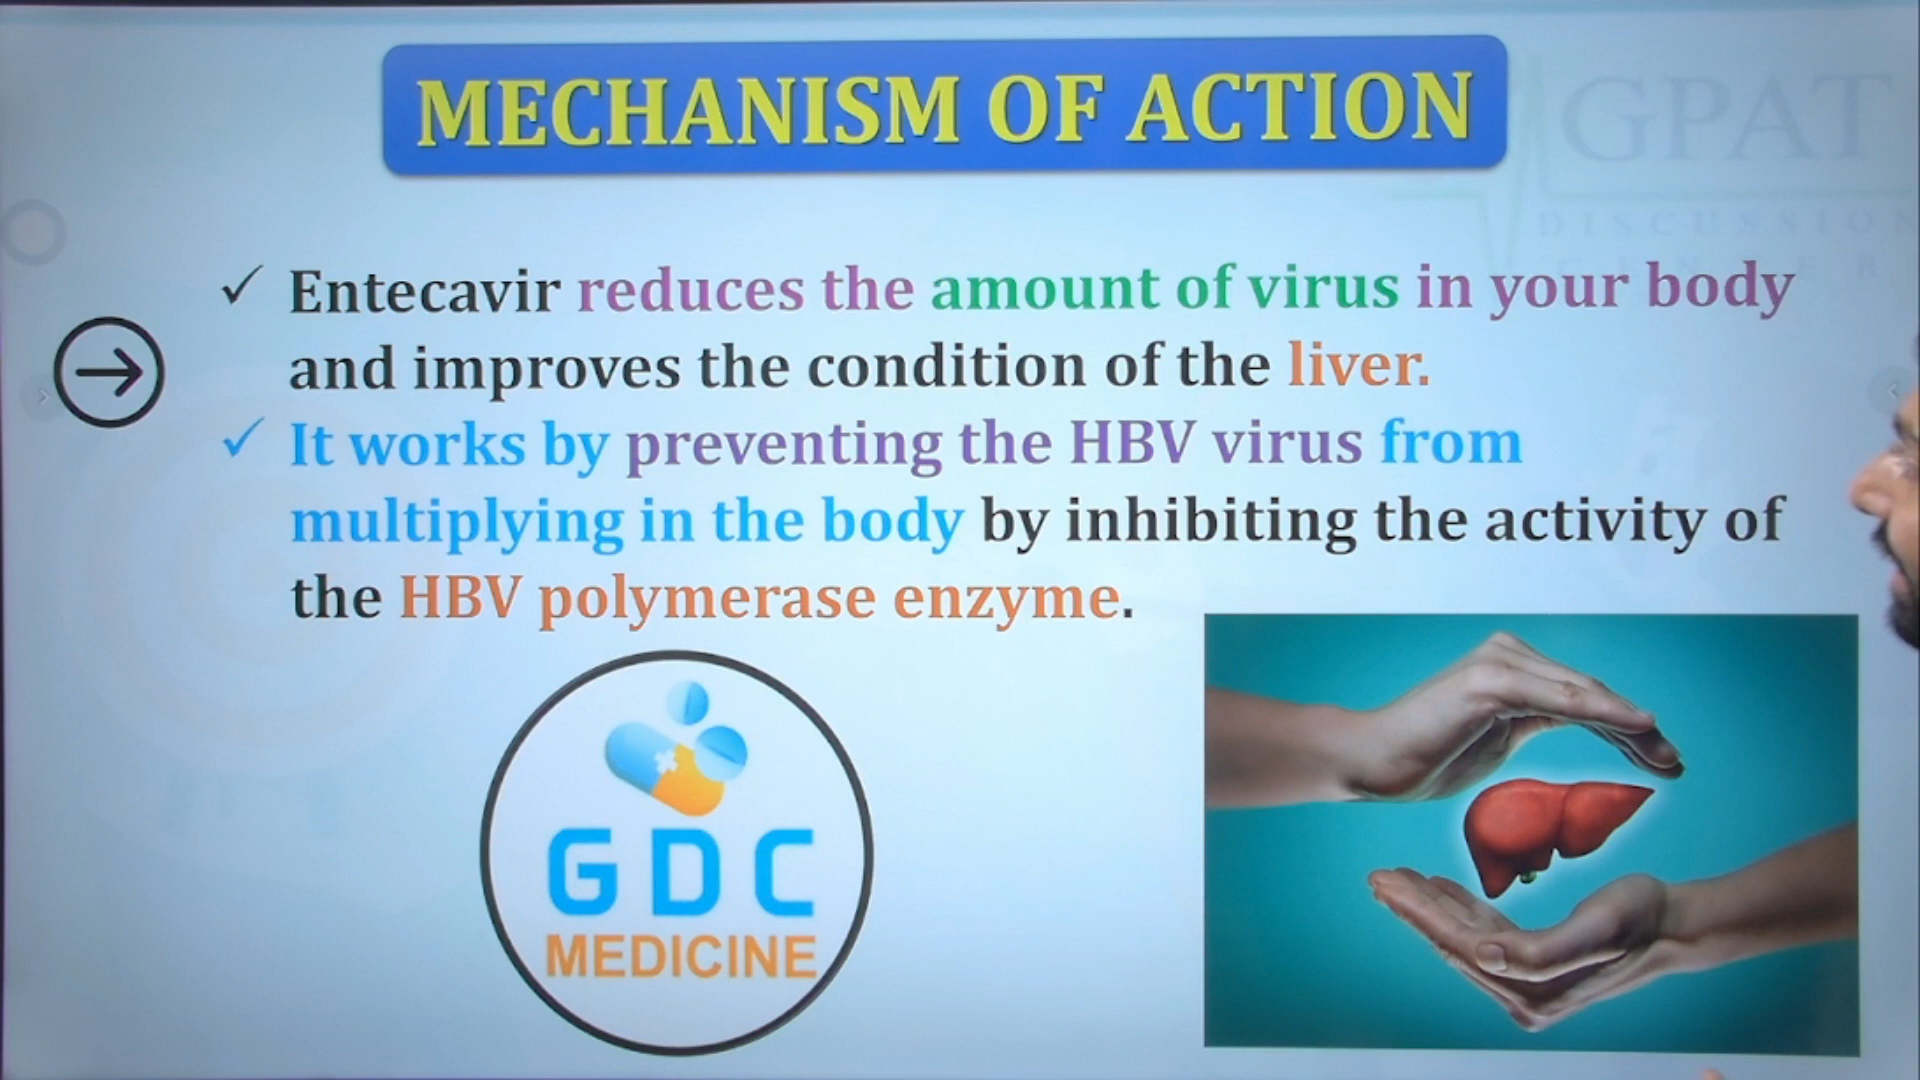 MECHANISM OF ACTION
GPAT
DISCUSSION
CENTER
✓ Entecavir reduces the amount of virus in your body
and improves the condition of the liver.
✓ It works by preventing the HBV virus from
multiplying in the body by inhibiting the activity of
the HBV polymerase enzyme.
GDC
MEDICINE